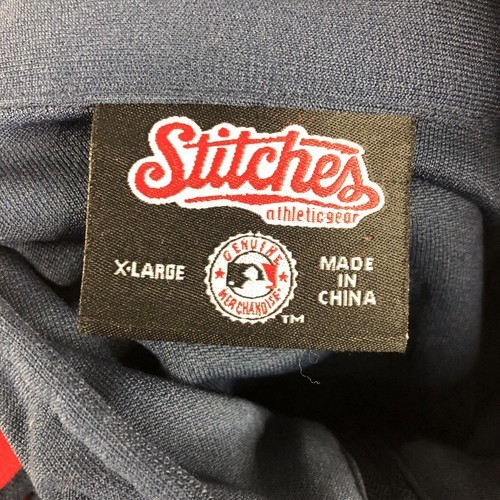 Stitches
athletic gear
X-LARGE
GENUINE
MERCHANDISE
TM
MADE
IN
CHINA